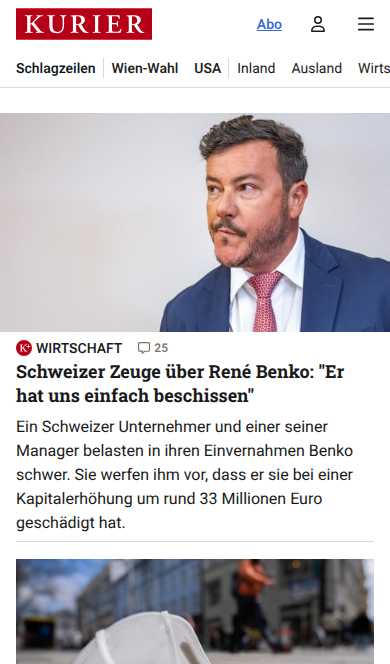 KURIER
Abo
Schlagzeilen Wien-Wahl USA Inland Ausland Wirts
K+ WIRTSCHAFT 25
Schweizer Zeuge über René Benko: "Er
hat uns einfach beschissen"
Ein Schweizer Unternehmer und einer seiner
Manager belasten in ihren Einvernahmen Benko
schwer. Sie werfen ihm vor, dass er sie bei einer
Kapitalerhöhung um rund 33 Millionen Euro
geschädigt hat.